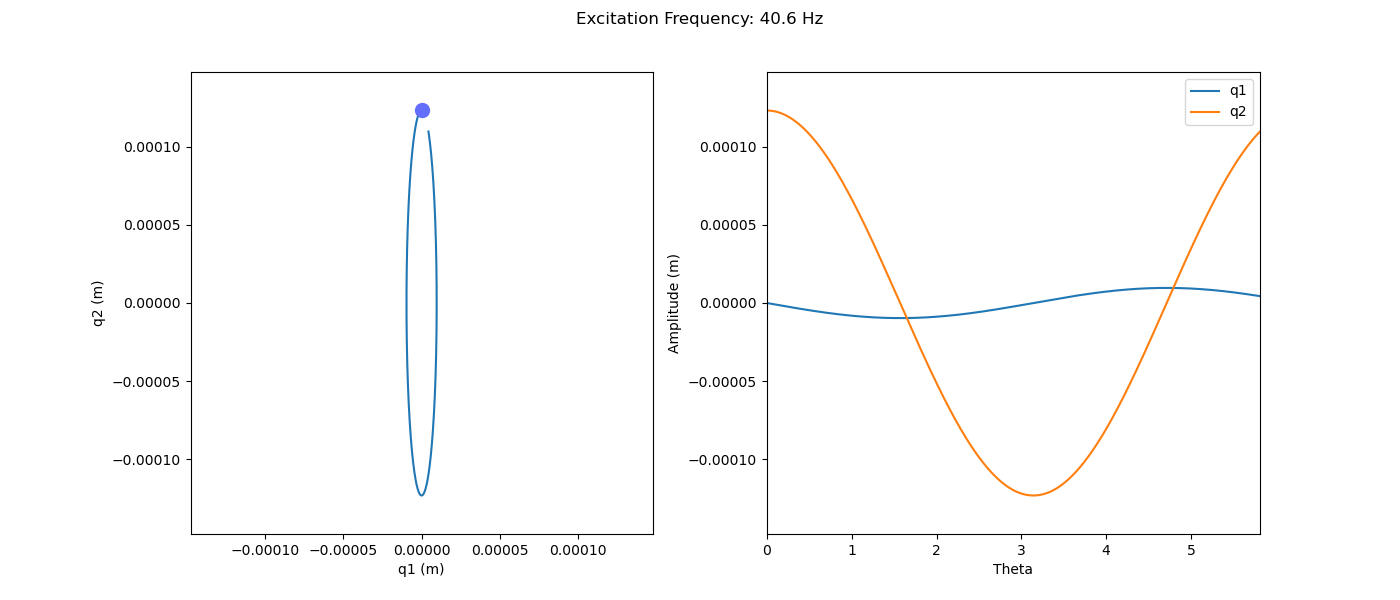 Excitation Frequency: 40.6 Hz
q2 (m)
0.00010
0.00005
0.00000
−0.00005
−0.00010
−0.00010 −0.00005 0.00000 0.00005 0.00010
q1 (m)
Amplitude (m)
0.00010
0.00005
0.00000
−0.00005
−0.00010
0 1 2 3 4 5
Theta
q1
q2